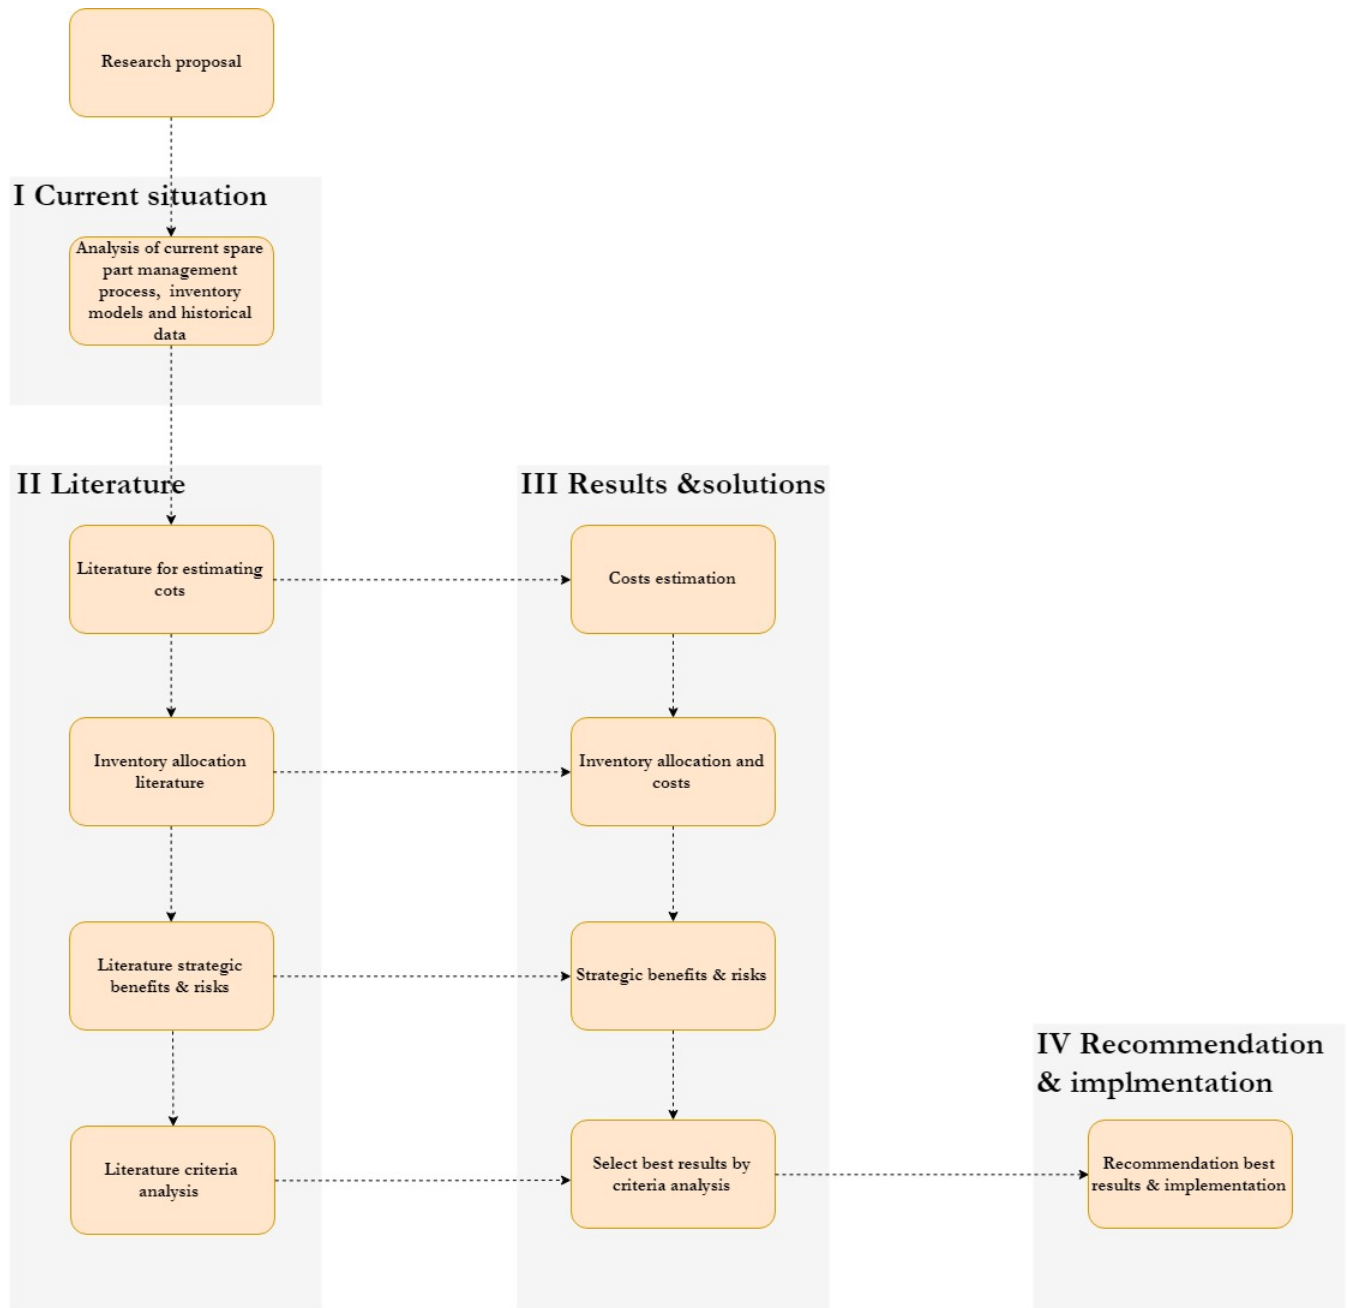 Research proposal
I Current situation
Analysis of current spare
part management
process, inventory
models and historical
data
II Literature
Literature for estimating
cots
Inventory allocation
literature
Literature strategic
benefits & risks
Literature criteria
analysis
III Results &solutions
Costs estimation
Inventory allocation and
costs
Strategic benefits & risks
Select best results by
criteria analysis
IV Recommendation
& implmentation
Recommendation best
results & implementation